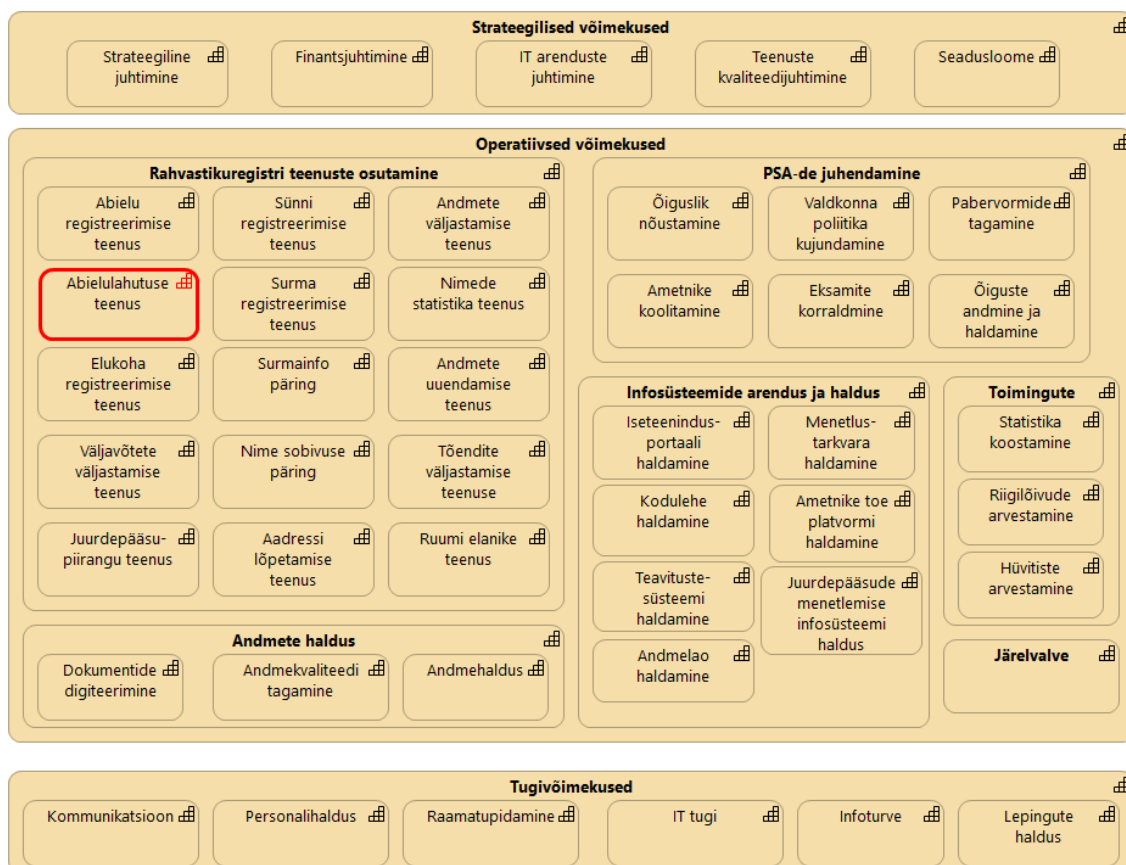 Strateegilised võimekused
Strateegiline
juhtimine
Finantsjuhtimine
IT arenduste
juhtimine
Teenuste
kvaliteedijuhtimine
Seadusloome
Operatiivsed võimekused
Rahvastikuregistri teenuste osutamine
Abielu
registreerimise
teenus
Sünni
registreerimise
teenus
Andmete
väljastamise
teenus
Abielulahutuse
teenus
Surma
registreerimise
teenus
Nimede
statistika teenus
Elukoha
registreerimise
teenus
Surmainfo
päring
Andmete
uuendamise
teenus
Väljavõtete
väljastamise
teenus
Nime sobivuse
päring
Tõendite
väljastamise
teenuse
Juurdepääsu-
piirangu teenus
Aadressi
lõpetamise
teenus
Ruumi elanike
teenus
Andmete haldus
Dokumentide
digiteerimine
Andmekvaliteedi
tagamine
Andmehaldus
PSA-de juhendamine
Õiguslik
nõustamine
Valdkonna
poliitika
kujundamine
Pabervormide
tagamine
Ametnike
koolitamine
Eksamite
korraldmine
Õiguste
andmine ja
haldamine
Infosüsteemide arendus ja haldus
Iseteenindus-
portaali
haldamine
Menetlus-
tarkvara
haldamine
Kodulehe
haldamine
Ametnike toe
platvormi
haldamine
Teavituste-
süsteemi
haldamine
Juurdepääsude
menetlemise
infosüsteemi
haldus
Andmelao
haldamine
Toimingute
Statistika
koostamine
Riigilõivude
arvestamine
Hüvitiste
arvestamine
Järelvalve
Tugivõimekused
Kommunikatsioon
Personalihaldus
Raamatupidamine
IT tugi
Infoturve
Lepingute
haldus